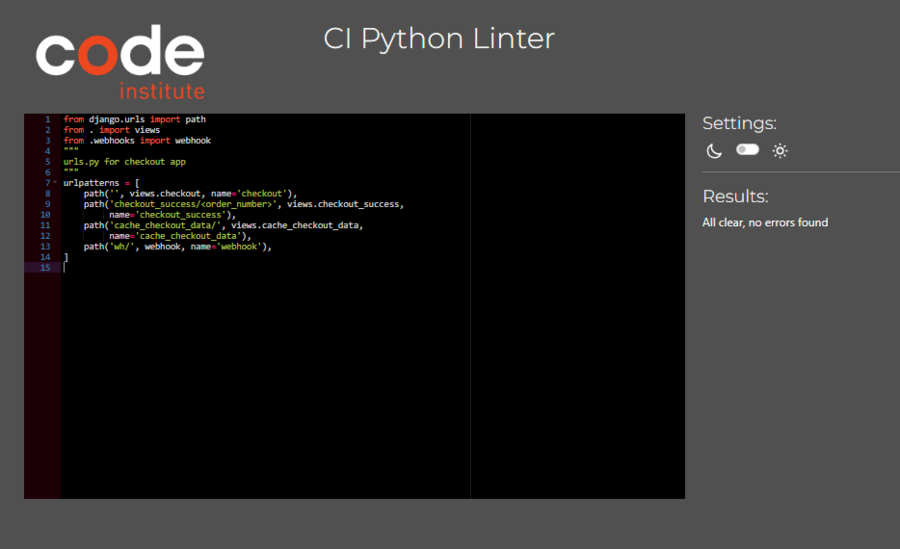 code
institute
CI Python Linter
1 from django.urls import path
2 from . import views
3 from .webhooks import webhook
4 """
5 urls.py for checkout app
6 """
7 urlpatterns = [
8     path('', views.checkout, name='checkout'),
9     path('checkout_success/<order_number>', views.checkout_success,
10         name='checkout_success'),
11     path('cache_checkout_data/', views.cache_checkout_data,
12         name='cache_checkout_data'),
13     path('wh/', webhook, name='webhook'),
14 ]
15
Settings:
Results:
All clear, no errors found